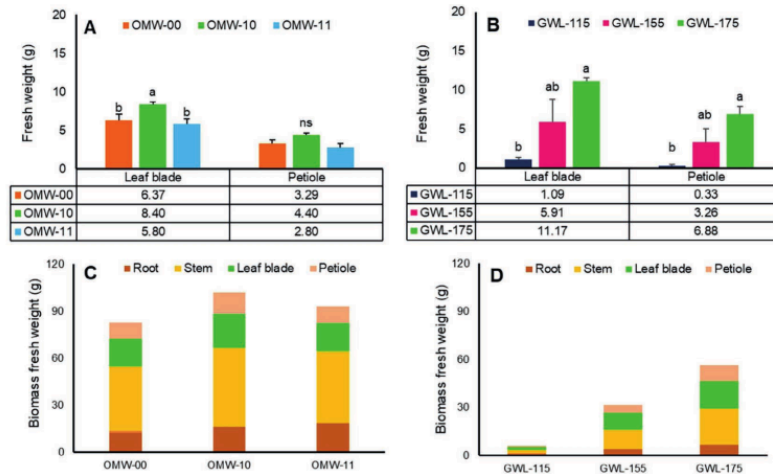 A
OMW-00 OMW-10 OMW-11
Fresh weight (g)
20
15
10
5
0
b a b ns
Leaf blade Petiole
OMW-00 6.37 3.29
OMW-10 8.40 4.40
OMW-11 5.80 2.80
B
GWL-115 GWL-155 GWL-175
Fresh weight (g)
20
15
10
5
0
b ab a b ab a
Leaf blade Petiole
GWL-115 1.09 0.33
GWL-155 5.91 3.26
GWL-175 11.17 6.88
C
Root Stem Leaf blade Petiole
Biomass fresh weight (g)
120
90
60
30
0
OMW-00 OMW-10 OMW-11
D
Root Stem Leaf blade Petiole
Biomass fresh weight (g)
120
90
60
30
0
GWL-115 GWL-155 GWL-175